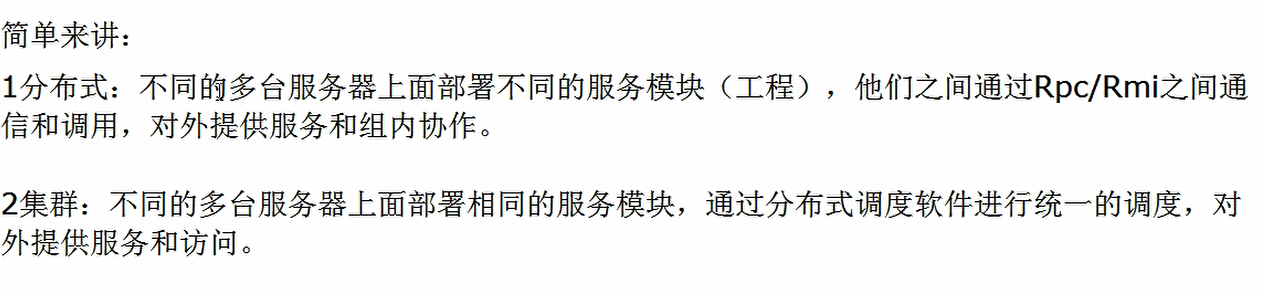 简单来讲：
1分布式：不同的多台服务器上面部署不同的服务模块（工程），他们之间通过Rpc/Rmi之间通
信和调用，对外提供服务和组内协作。
2集群：不同的多台服务器上面部署相同的服务模块，通过分布式调度软件进行统一的调度，对
外提供服务和访问。